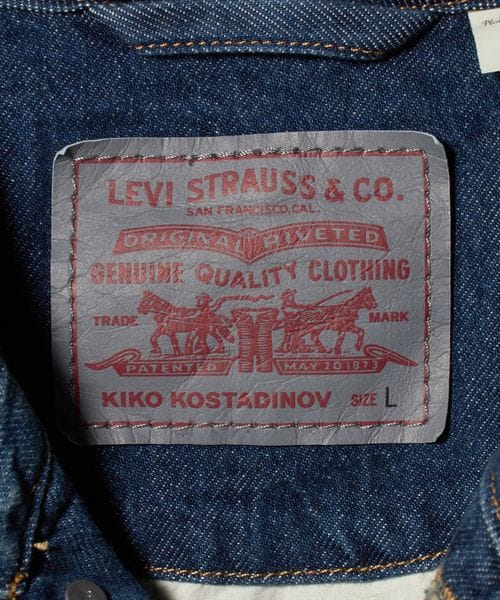 LEVI STRAUSS & CO.
SAN FRANCISCO, CAL.
ORIGINAL RIVETED
GENUINE QUALITY CLOTHING
TRADE MARK
PATENTED MAY 20 1873
KIKO KOSTADINOV SIZE L